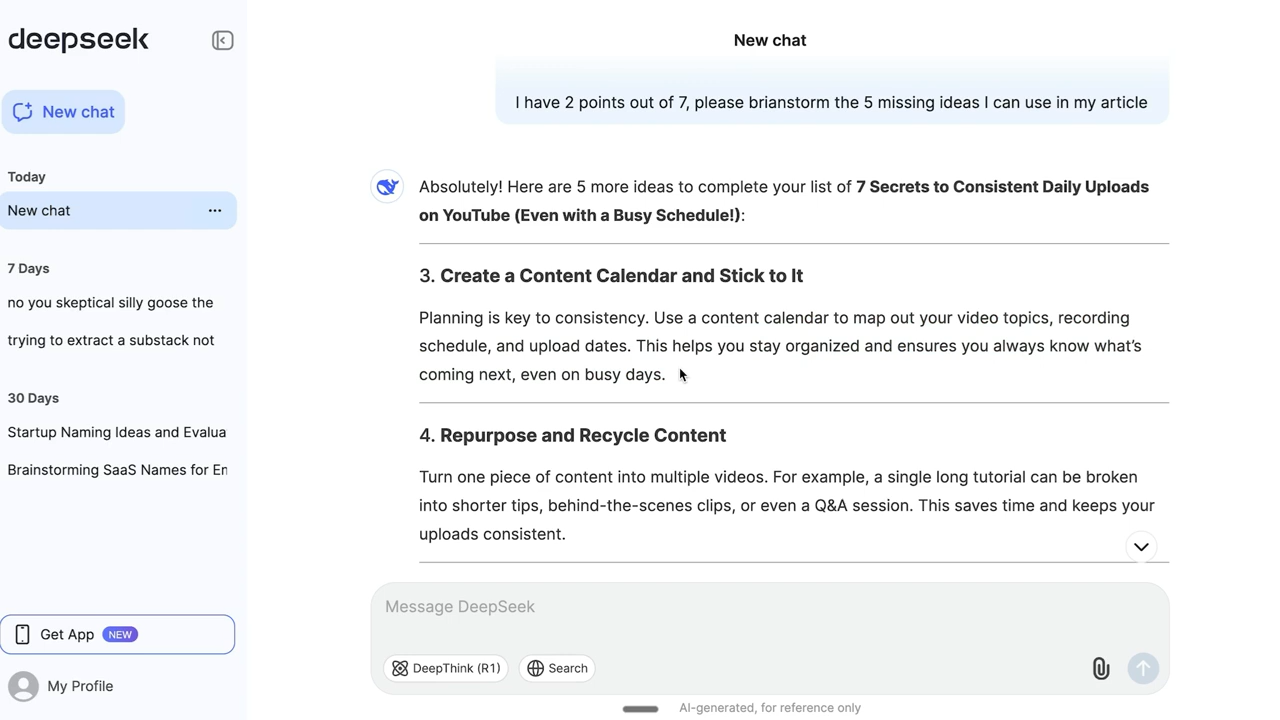 deepseek
New chat
Today
New chat
7 Days
no you skeptical silly goose the
trying to extract a substack not
30 Days
Startup Naming Ideas and Evalua
Brainstorming SaaS Names for Er
Get App NEW
My Profile
New chat
I have 2 points out of 7, please brianstorm the 5 missing ideas I can use in my article
Absolutely! Here are 5 more ideas to complete your list of 7 Secrets to Consistent Daily Uploads
on YouTube (Even with a Busy Schedule!):
3. Create a Content Calendar and Stick to It
Planning is key to consistency. Use a content calendar to map out your video topics, recording
schedule, and upload dates. This helps you stay organized and ensures you always know what's
coming next, even on busy days.
4. Repurpose and Recycle Content
Turn one piece of content into multiple videos. For example, a single long tutorial can be broken
into shorter tips, behind-the-scenes clips, or even a Q&A session. This saves time and keeps your
uploads consistent.
Message DeepSeek
DeepThink (R1) Search
AI-generated, for reference only